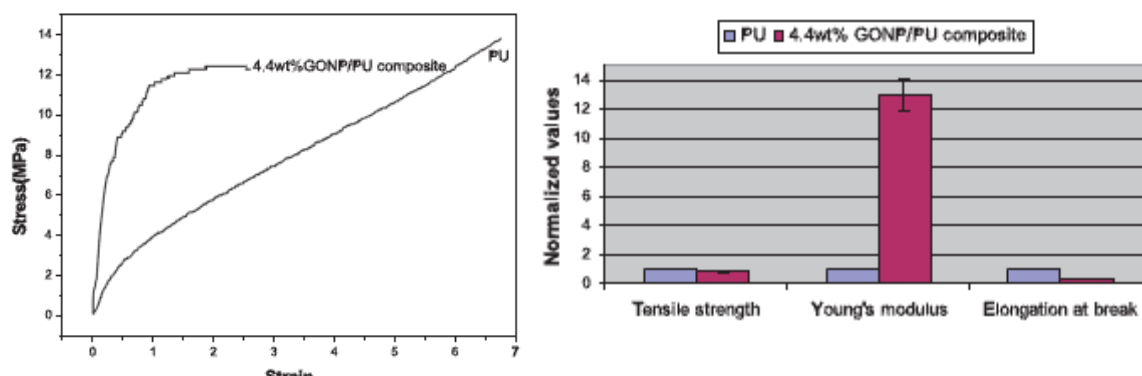 Stress(MPa)
14
12
10
8
6
4
2
0
4.4wt%GONP/PU composite
PU
0 1 2 3 4 5 6 7
Strain
PU 4.4wt% GONP/PU composite
Normalized values
14
12
10
8
6
4
2
0
Tensile strength Young's modulus Elongation at break